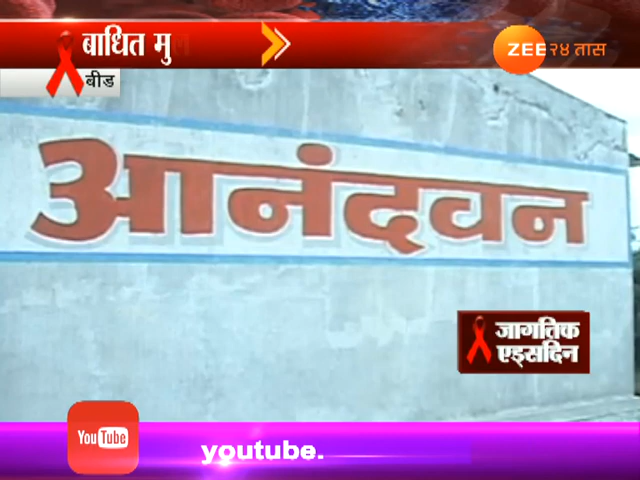 बाधित मु
ZEE २४ तास
बीड
आनंदवन
जागतिक
एड्सदिन
YouTube
youtube.